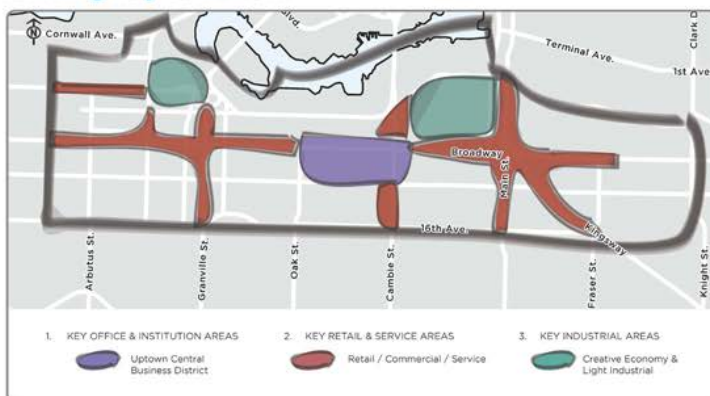 Blvd.
N
Cornwall Ave.
Terminal Ave.
Clark D
1st Ave
Broadway
Main St.
16th Ave.
Kingsway
Arbutus St.
Granville St.
Oak St.
Cambie St.
Fraser St.
Knight St.
1. KEY OFFICE & INSTITUTION AREAS
Uptown Central
Business District
2. KEY RETAIL & SERVICE AREAS
Retail / Commercial / Service
3. KEY INDUSTRIAL AREAS
Creative Economy &
Light Industrial